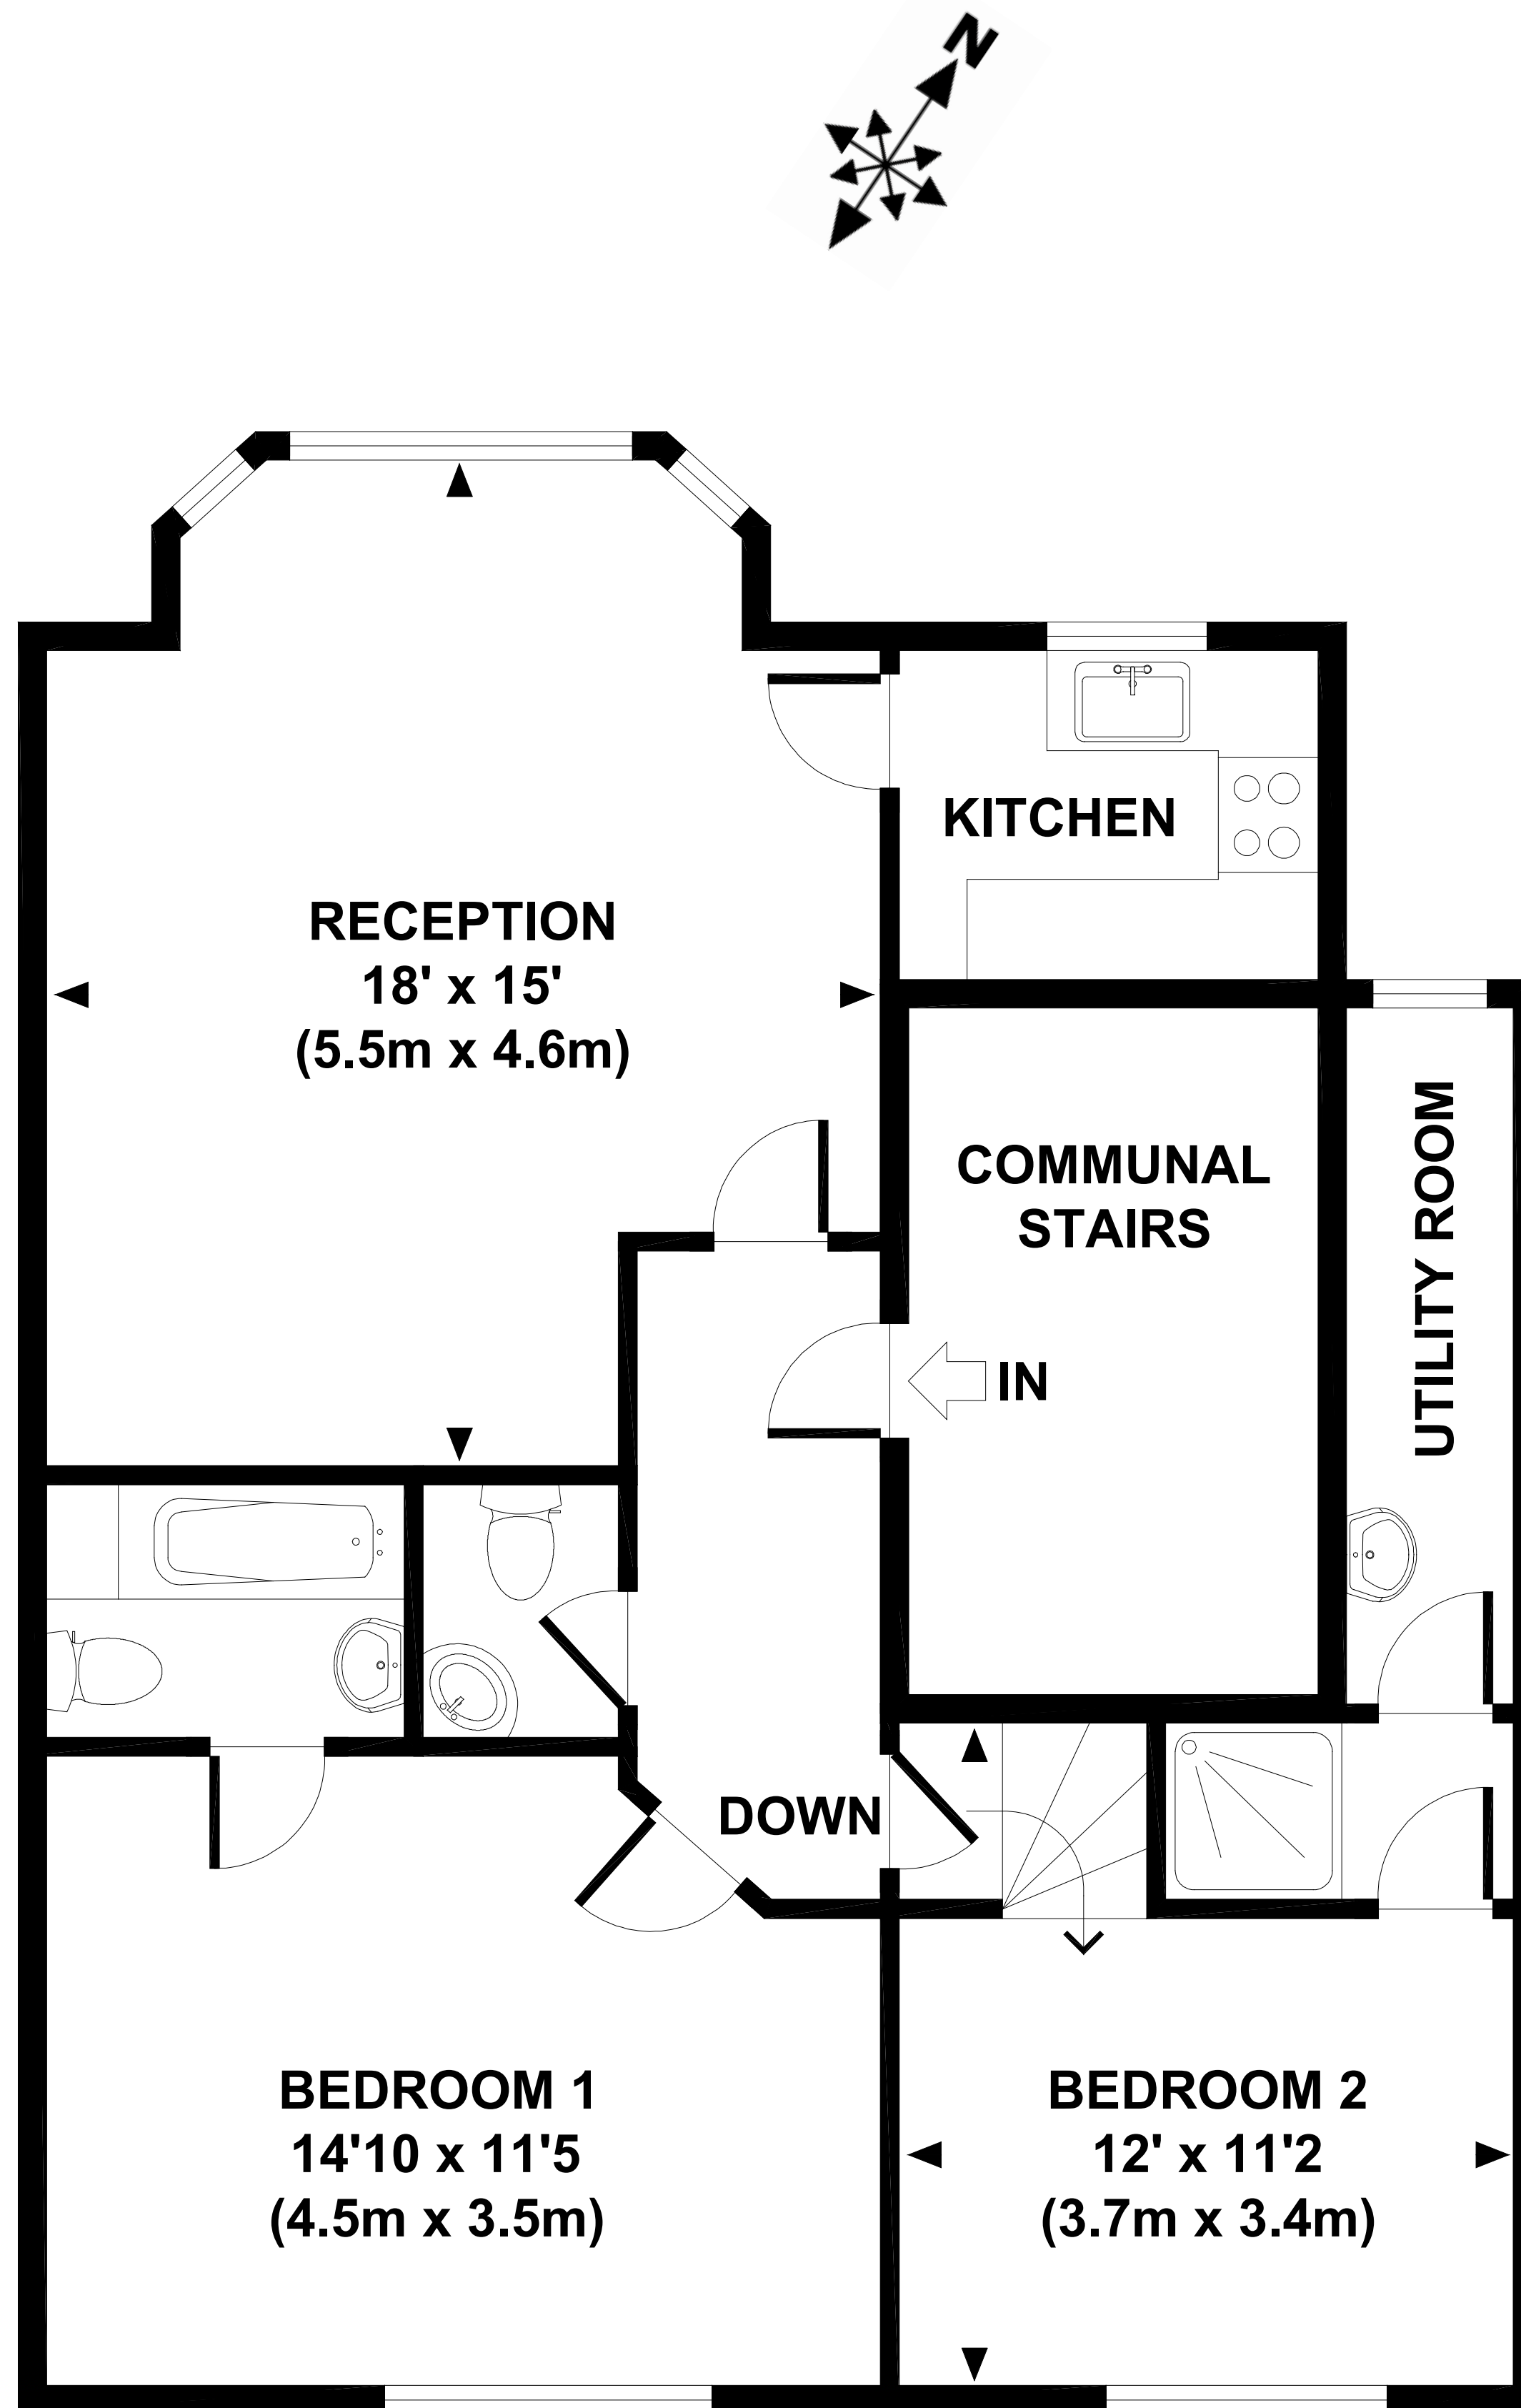 N
KITCHEN
RECEPTION
18' x 15'
(5.5m x 4.6m)
COMMUNAL
STAIRS
UTILITY ROOM
IN
DOWN
BEDROOM 1
14'10 x 11'5
(4.5m x 3.5m)
BEDROOM 2
12' x 11'2
(3.7m x 3.4m)